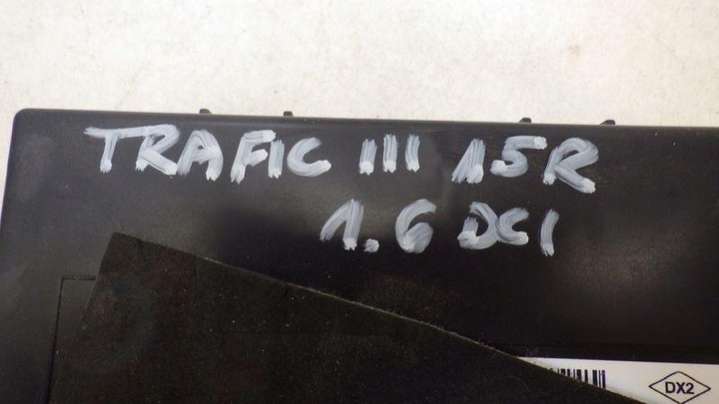 TRAFIC III 15R
1.6 DCI
DX2